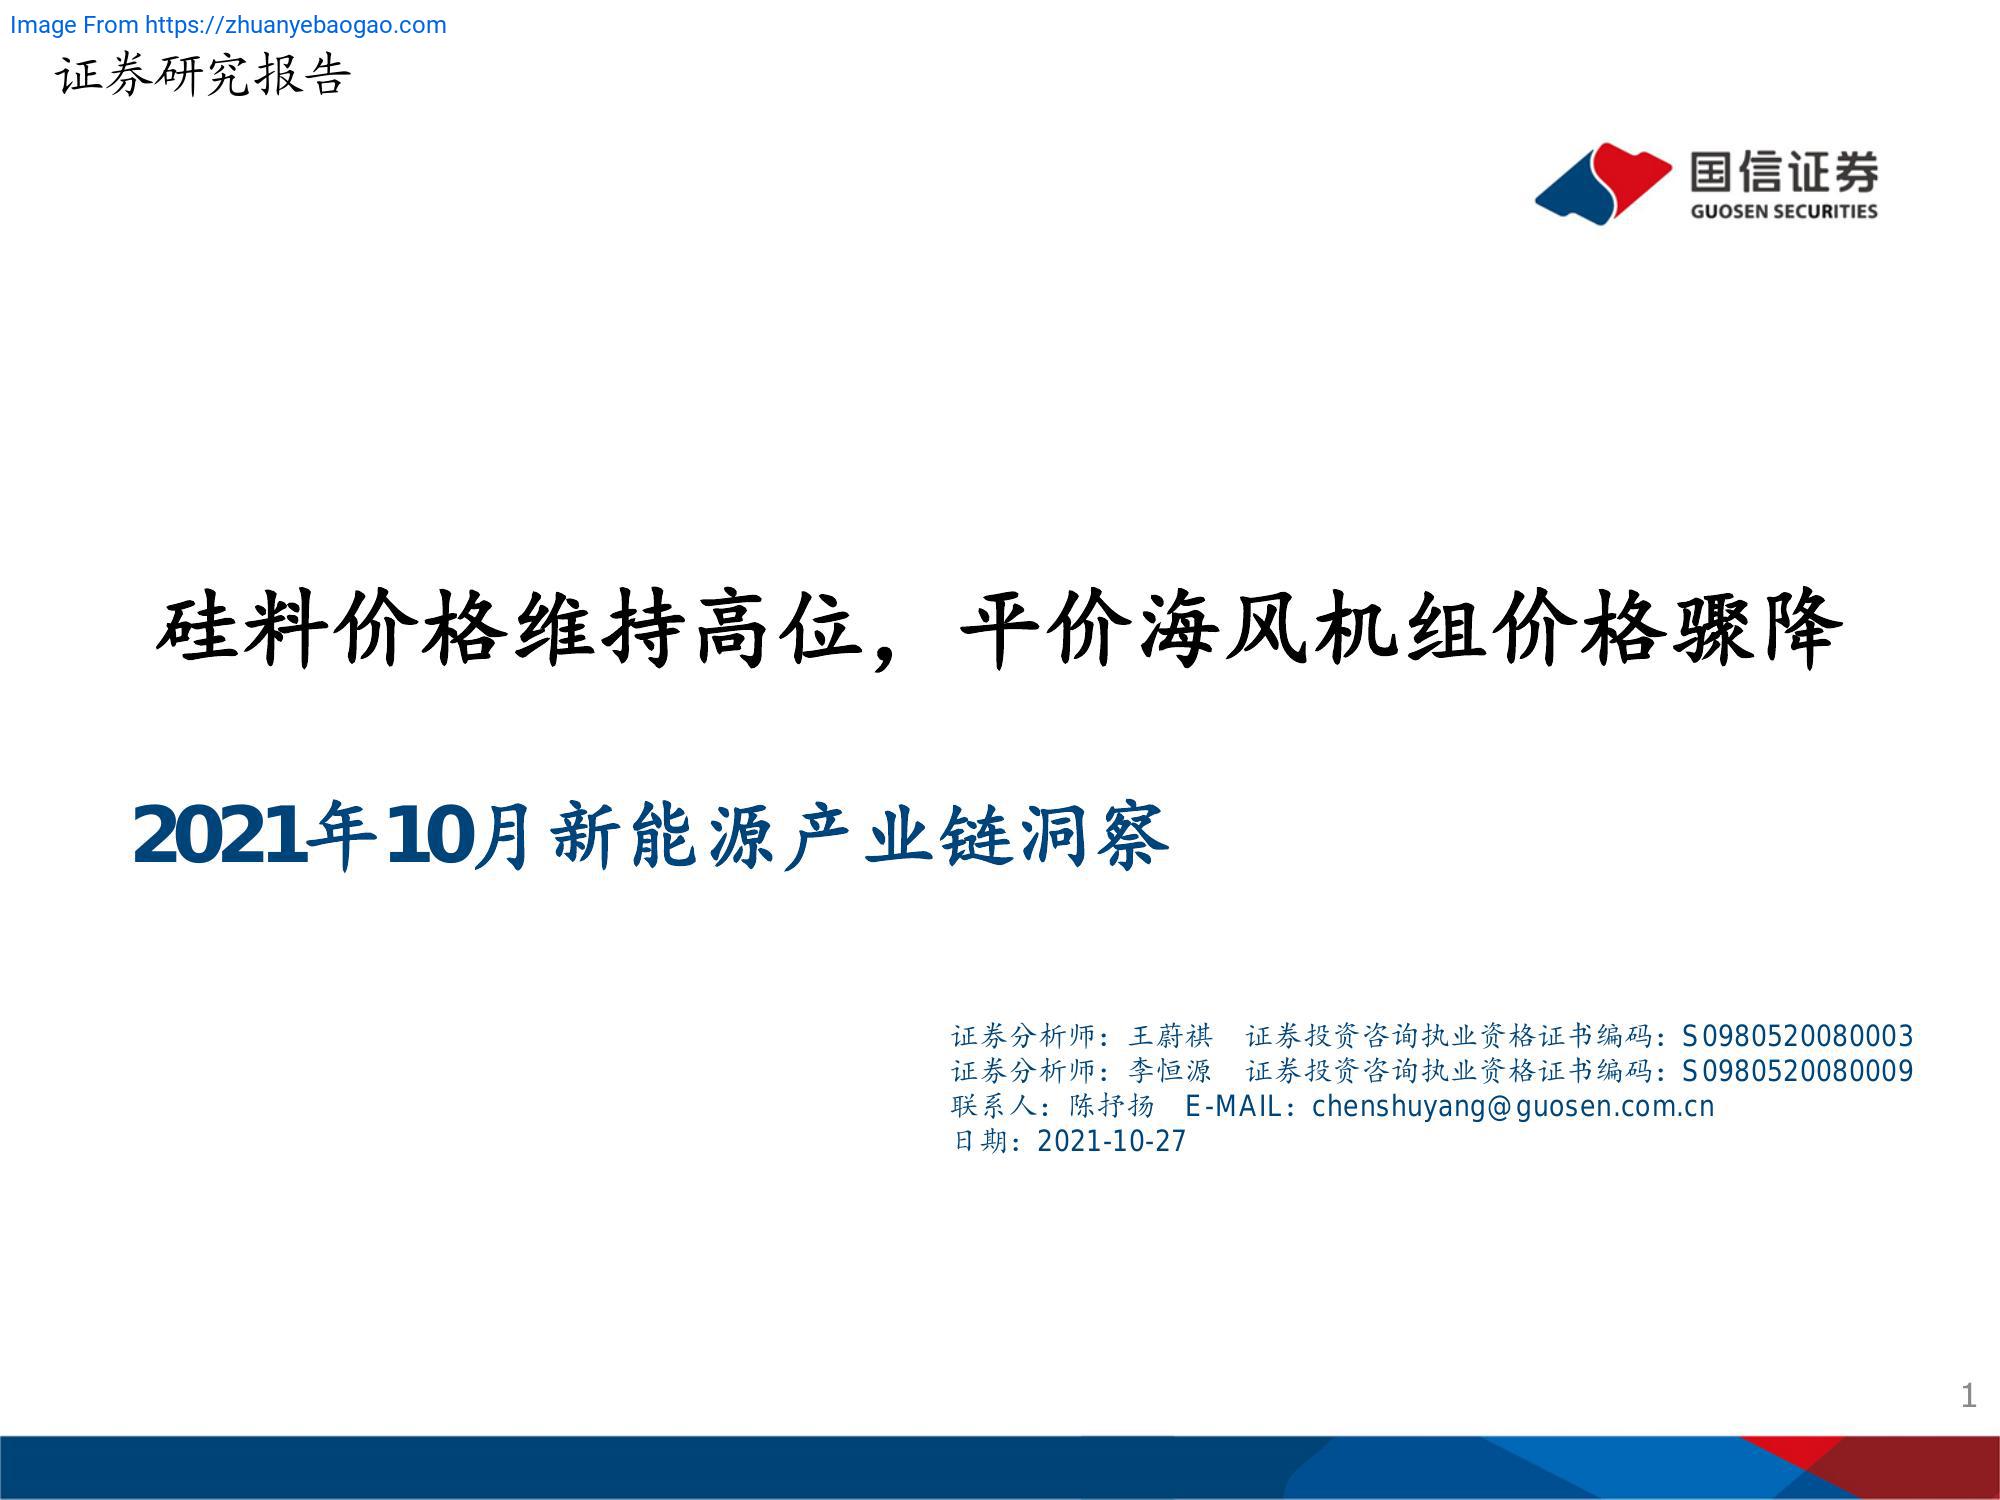 Image From https://zhuanyebaogao.com
证券研究报告
国信证券
GUOSEN SECURITIES
硅料价格维持高位，平价海风机组价格骤降
2021年10月新能源产业链洞察
证券分析师：王蔚祺 证券投资咨询执业资格证书编码：S0980520080003
证券分析师：李恒源 证券投资咨询执业资格证书编码：S0980520080009
联系人：陈抒扬 E-MAIL：chenshuyang@guosen.com.cn
日期：2021-10-27
1